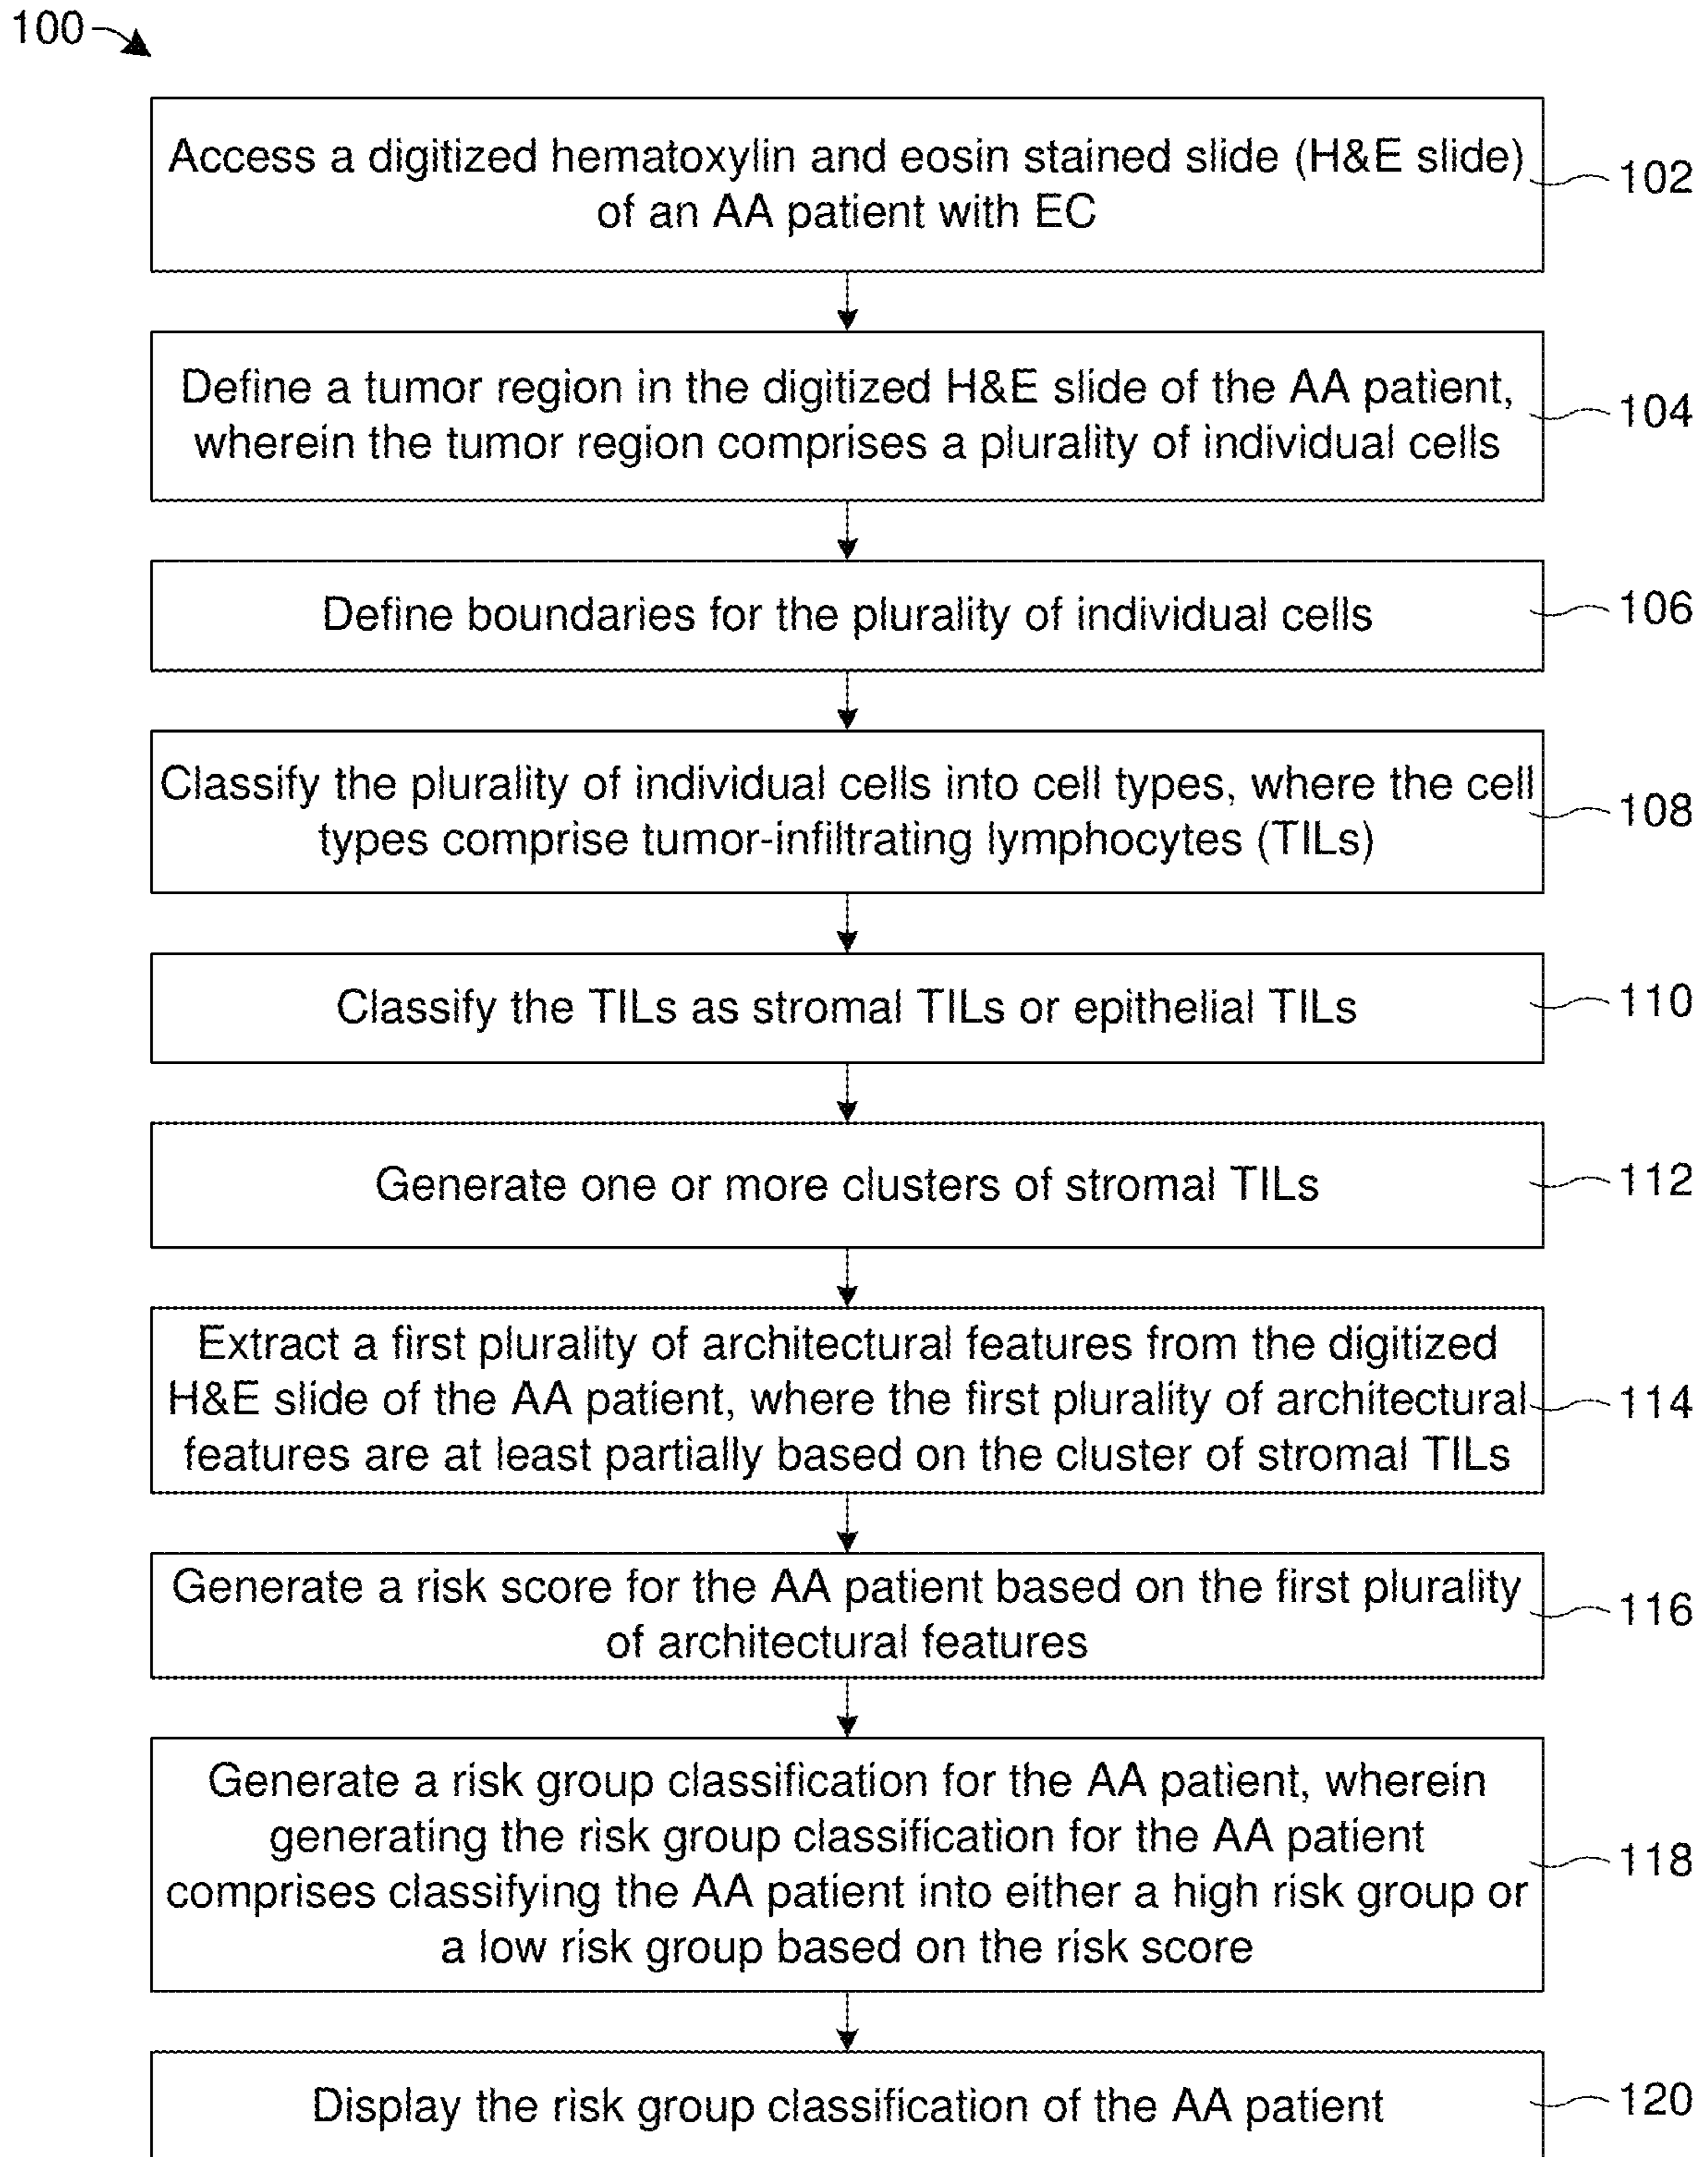 100
Access a digitized hematoxylin and eosin stained slide (H&E slide)
of an AA patient with EC
102
Define a tumor region in the digitized H&E slide of the AA patient,
wherein the tumor region comprises a plurality of individual cells
104
Define boundaries for the plurality of individual cells
106
Classify the plurality of individual cells into cell types, where the cell
types comprise tumor-infiltrating lymphocytes (TILs)
108
Classify the TILs as stromal TILs or epithelial TILs
110
Generate one or more clusters of stromal TILs
112
Extract a first plurality of architectural features from the digitized
H&E slide of the AA patient, where the first plurality of architectural
features are at least partially based on the cluster of stromal TILs
114
Generate a risk score for the AA patient based on the first plurality
of architectural features
116
Generate a risk group classification for the AA patient, wherein
generating the risk group classification for the AA patient
comprises classifying the AA patient into either a high risk group or
a low risk group based on the risk score
118
Display the risk group classification of the AA patient
120